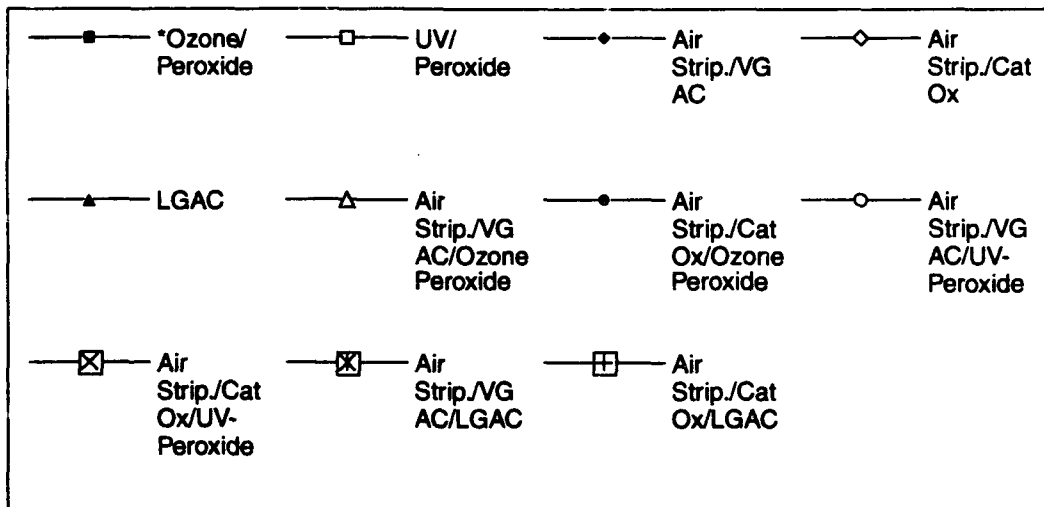 *Ozone/
Peroxide
UV/
Peroxide
Air
Strip./VG
AC
Air
Strip./Cat
Ox
LGAC
Air
Strip./VG
AC/Ozone
Peroxide
Air
Strip./Cat
Ox/Ozone
Peroxide
Air
Strip./VG
AC/UV-
Peroxide
Air
Strip./Cat
Ox/UV-
Peroxide
Air
Strip./VG
AC/LGAC
Air
Strip./Cat
Ox/LGAC